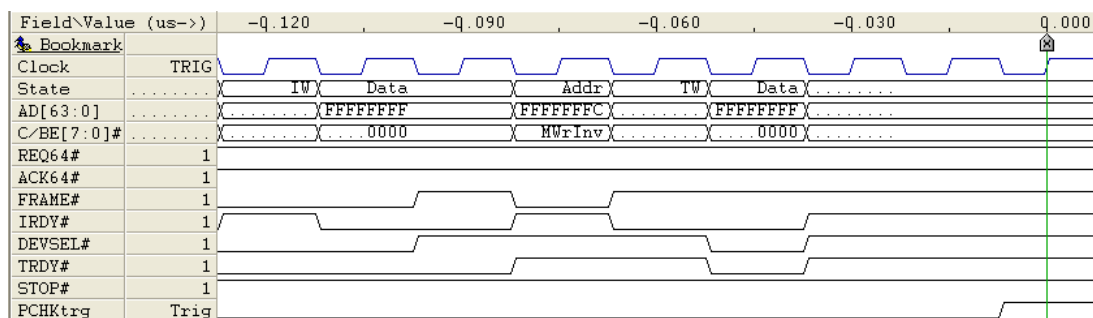 Field\Value (us->) -0.120 -0.090 -0.060 -0.030 0.000
Bookmark
Clock TRIG
State ........ IW Data Addr TW Data ........
AD[63:0] ........ ........ FFFFFFFF FFFFFFFC ........ FFFFFFFF ........
C/BE[7:0]# ........ ........ ....0000 MWrInv ........ ....0000 ........
REQ64# 1
ACK64# 1
FRAME# 1
IRDY# 1
DEVSEL# 1
TRDY# 1
STOP# 1
PCHKtrg Trig